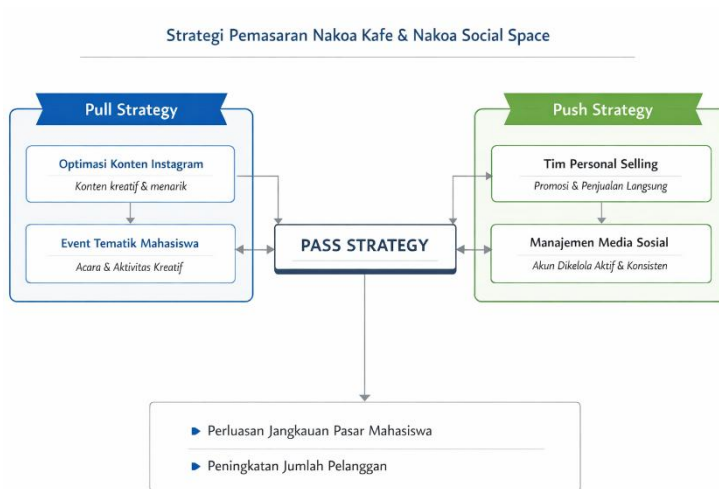 Strategi Pemasaran Nakoa Kafe & Nakoa Social Space
Pull Strategy
Optimasi Konten Instagram
Konten kreatif & menarik
Event Tematik Mahasiswa
Acara & Aktivitas Kreatif
PASS STRATEGY
Push Strategy
Tim Personal Selling
Promosi & Penjualan Langsung
Manajemen Media Sosial
Akun Dikelola Aktif & Konsisten
Perluasan Jangkauan Pasar Mahasiswa
Peningkatan Jumlah Pelanggan